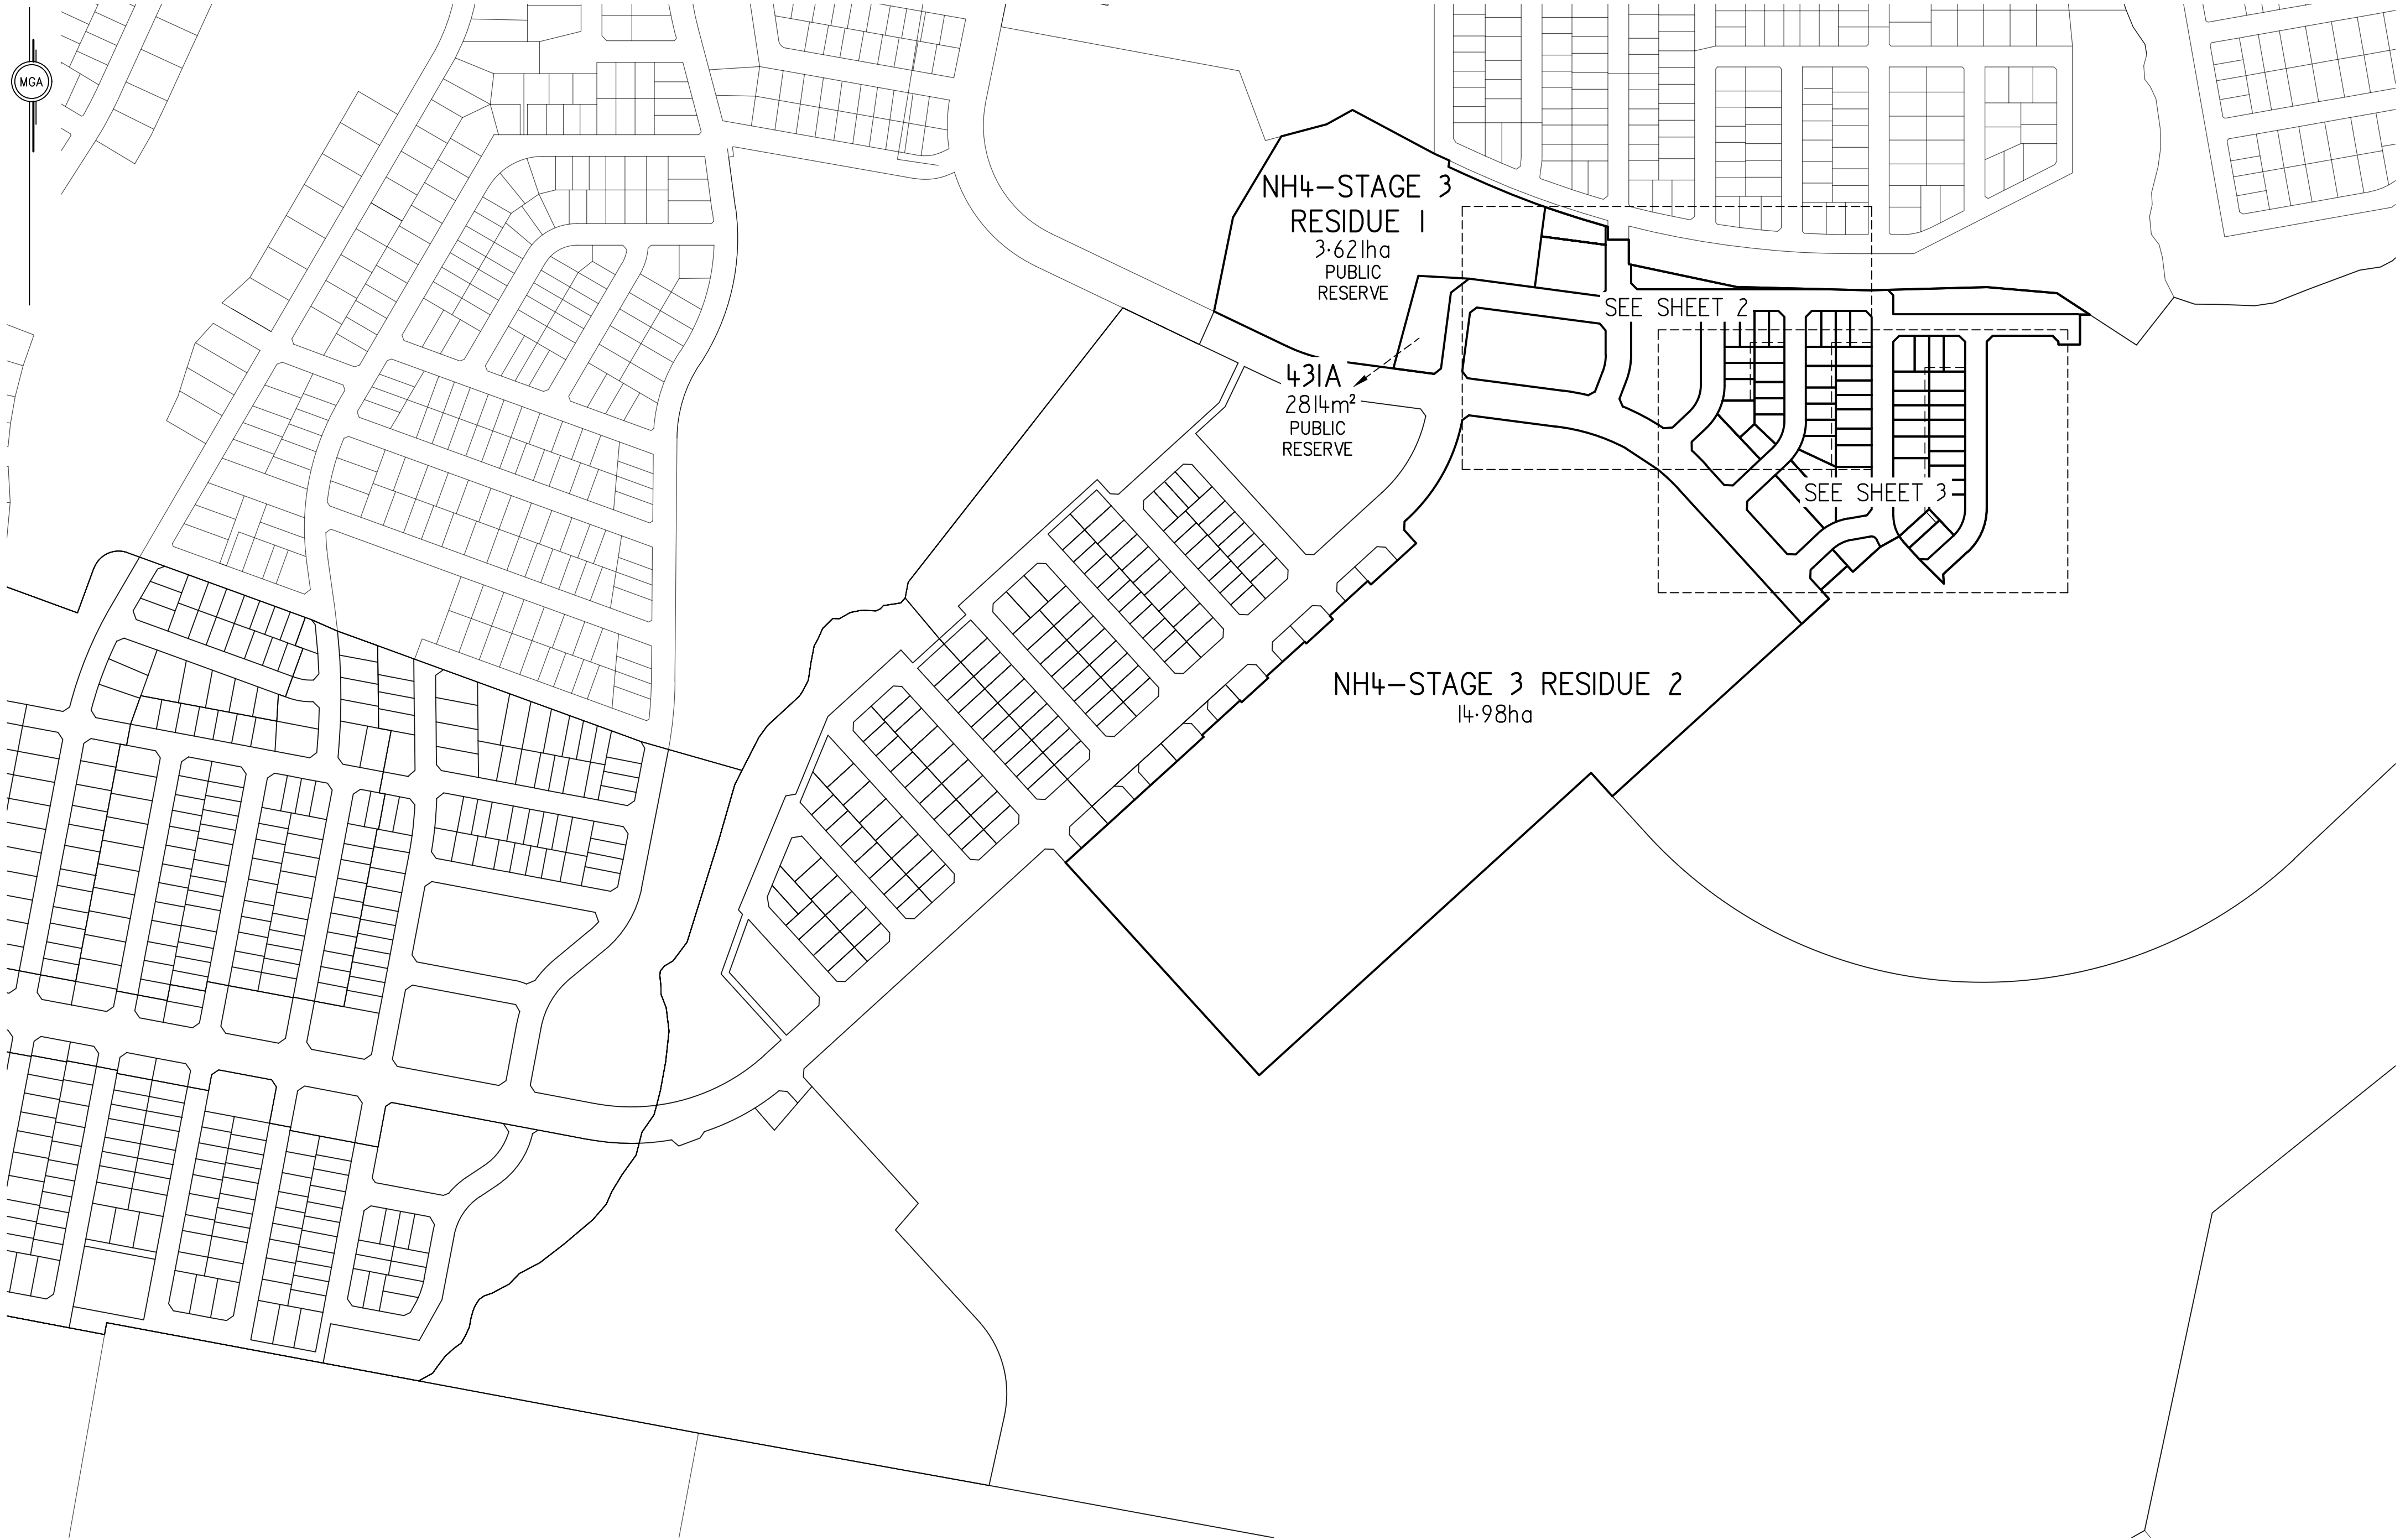 MGA
NH4-STAGE 3
RESIDUE 1
3·621ha
PUBLIC
RESERVE
SEE SHEET 2
431A
2814m²
PUBLIC
RESERVE
SEE SHEET 3
NH4-STAGE 3 RESIDUE 2
14·98ha